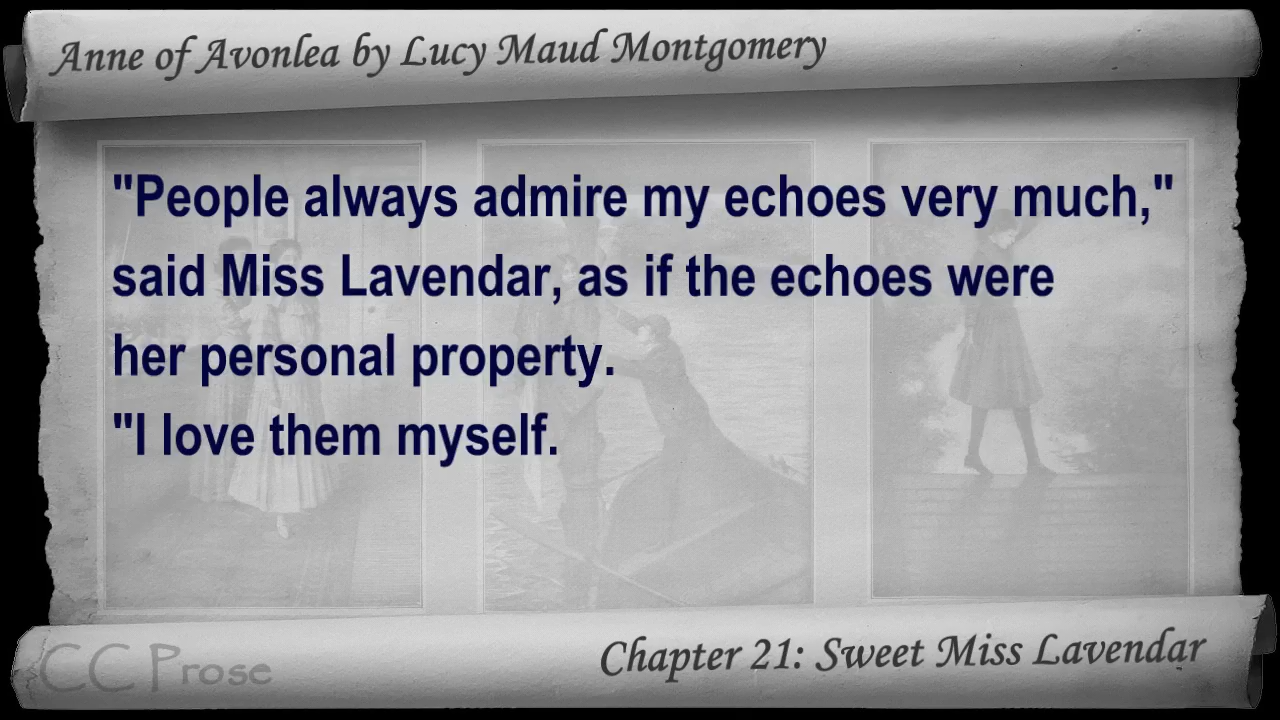 Anne of Avonlea by Lucy Maud Montgomery
"People always admire my echoes very much,"
said Miss Lavendar, as if the echoes were
her personal property.
"I love them myself.
CC Prose
Chapter 21: Sweet Miss Lavendar